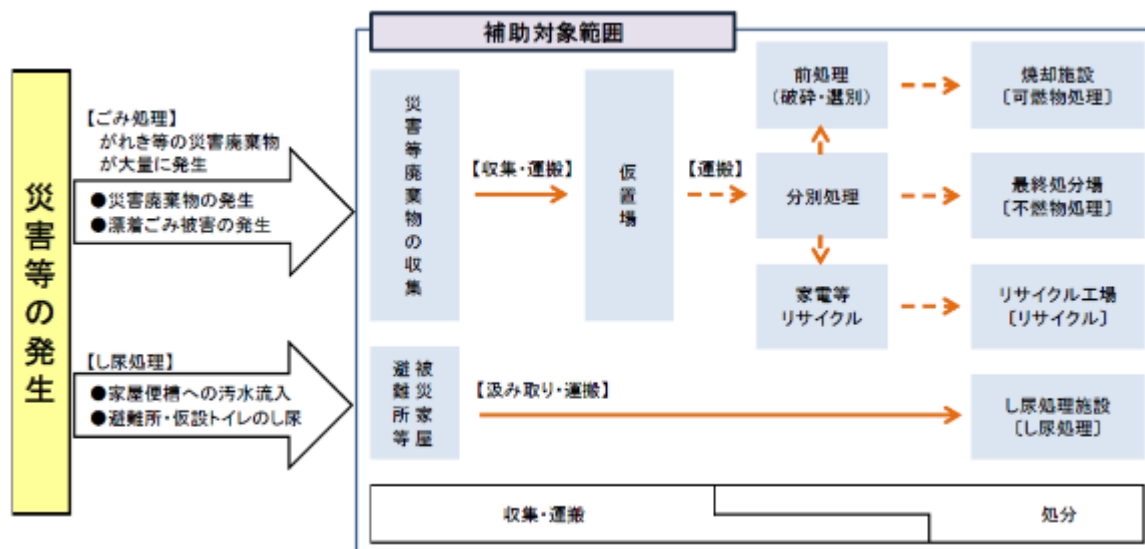 補助対象範囲
災害等の発生
【ごみ処理】
がれき等の災害廃棄物
が大量に発生
●災害廃棄物の発生
●漂着ごみ被害の発生
【し尿処理】
●家屋便槽への汚水流入
●避難所・仮設トイレのし尿
災害等廃棄物の収集
【収集・運搬】
仮置場
【運搬】
前処理
（破砕・選別）
分別処理
家電等
リサイクル
焼却施設
〔可燃物処理〕
最終処分場
〔不燃物処理〕
リサイクル工場
〔リサイクル〕
被災家屋
避難所等
【汲み取り・運搬】
し尿処理施設
〔し尿処理〕
収集・運搬
処分